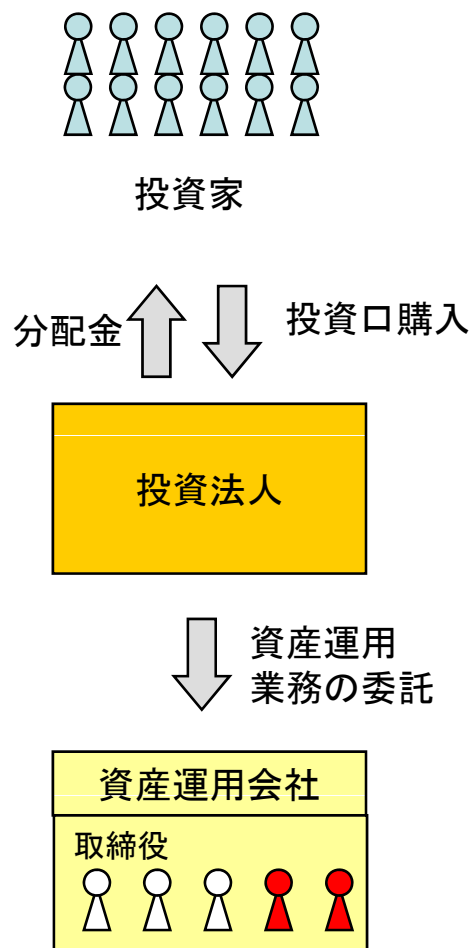 投資家
分配金
投資口購入
投資法人
資産運用
業務の委託
資産運用会社
取締役